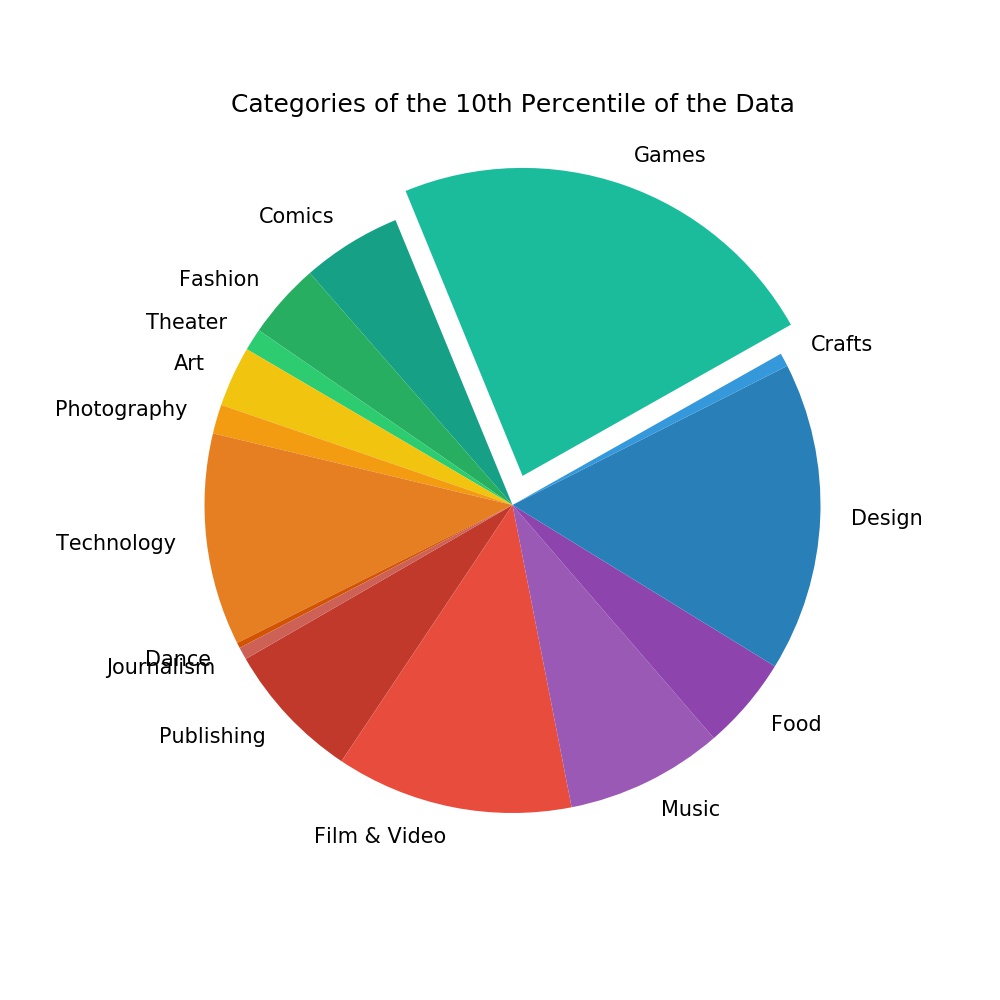 Categories of the 10th Percentile of the Data
Games
Comics
Fashion
Theater
Crafts
Art
Photography
Design
Technology
Dance
Journalism
Food
Publishing
Music
Film & Video